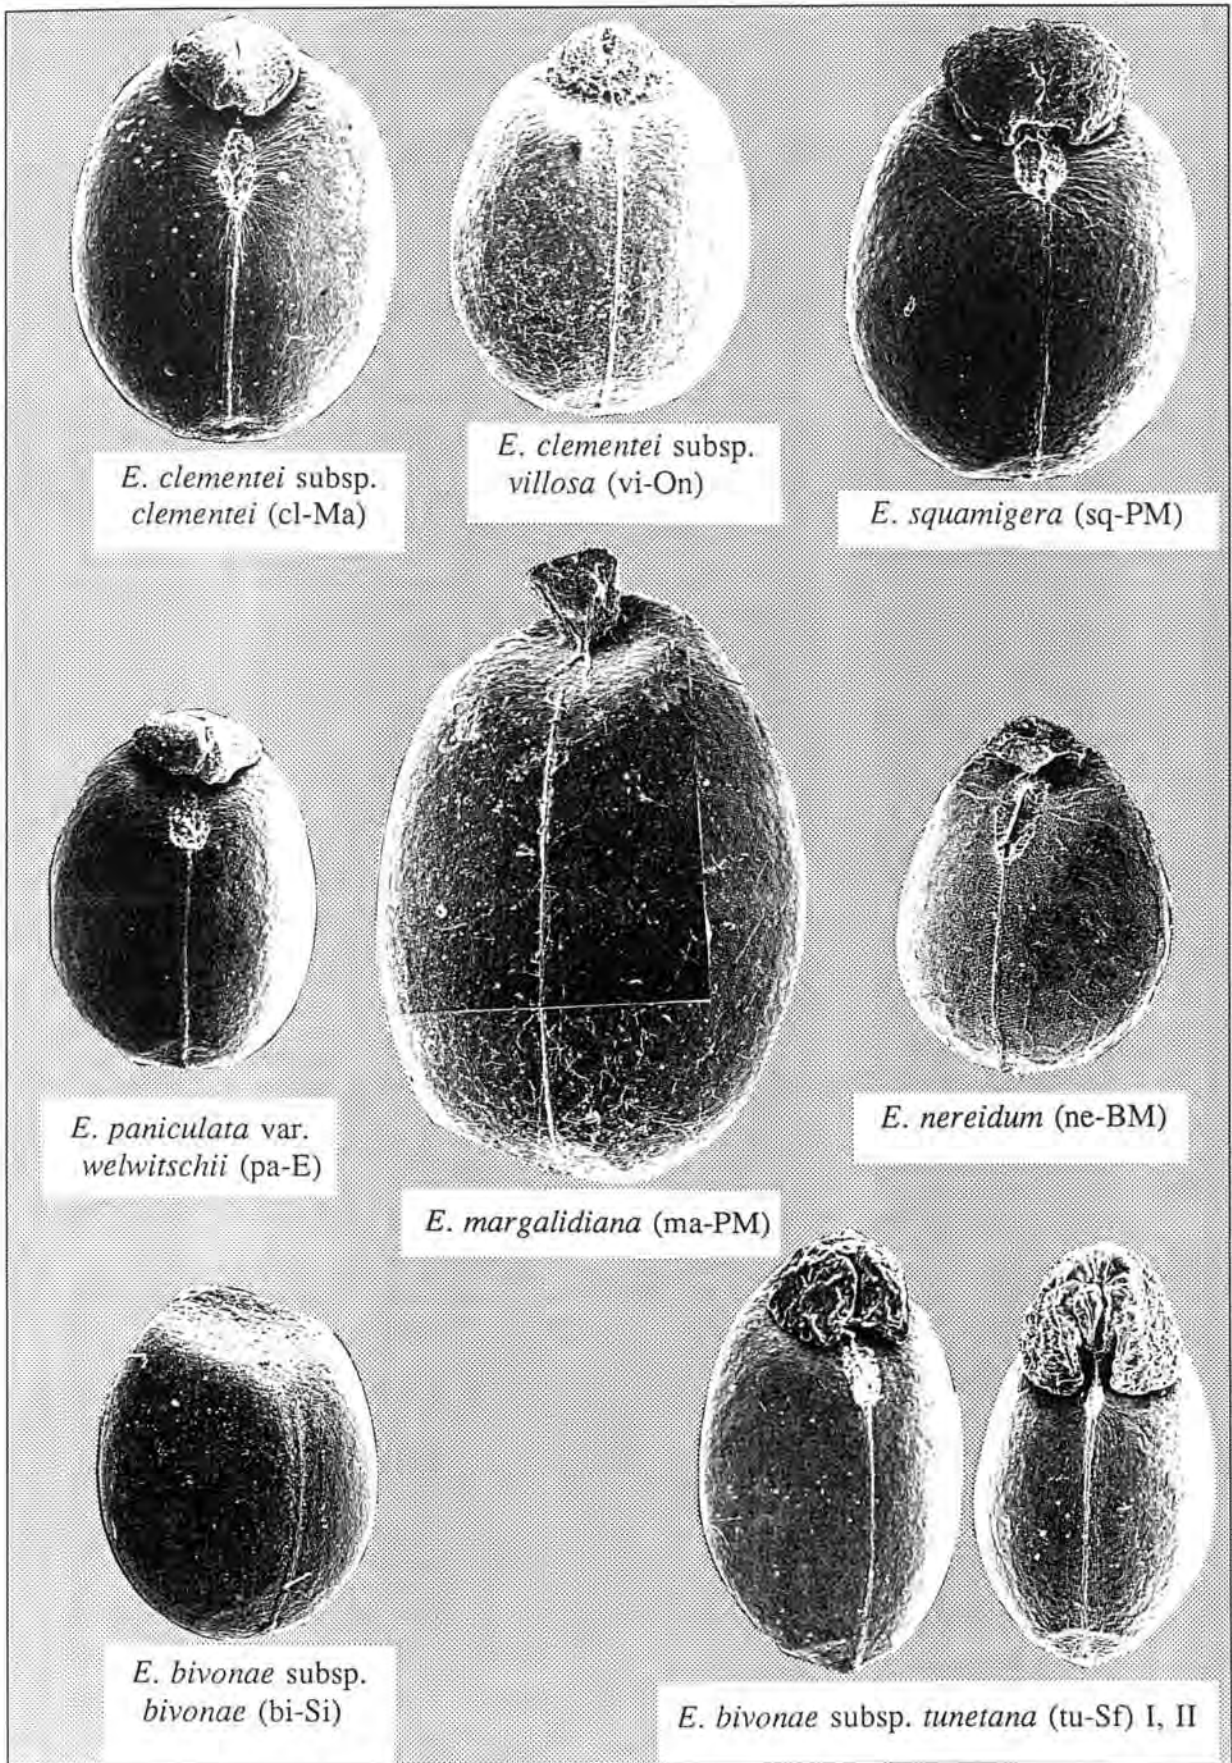 E. clementei subsp.
clementei (cl-Ma)
E. clementei subsp.
villosa (vi-On)
E. squamigera (sq-PM)
E. paniculata var.
welwitschii (pa-E)
E. margalidiana (ma-PM)
E. nereidum (ne-BM)
E. bivonae subsp.
bivonae (bi-Si)
E. bivonae subsp. tunetana (tu-Sf) I, II